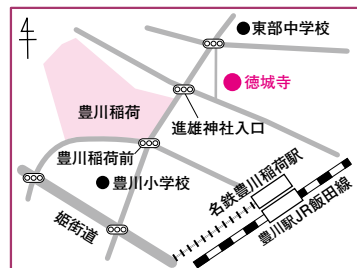 東部中学校
徳城寺
豊川稲荷
進雄神社入口
豊川稲荷前
豊川小学校
名鉄豊川稲荷駅
豊川駅JR飯田線
姫街道